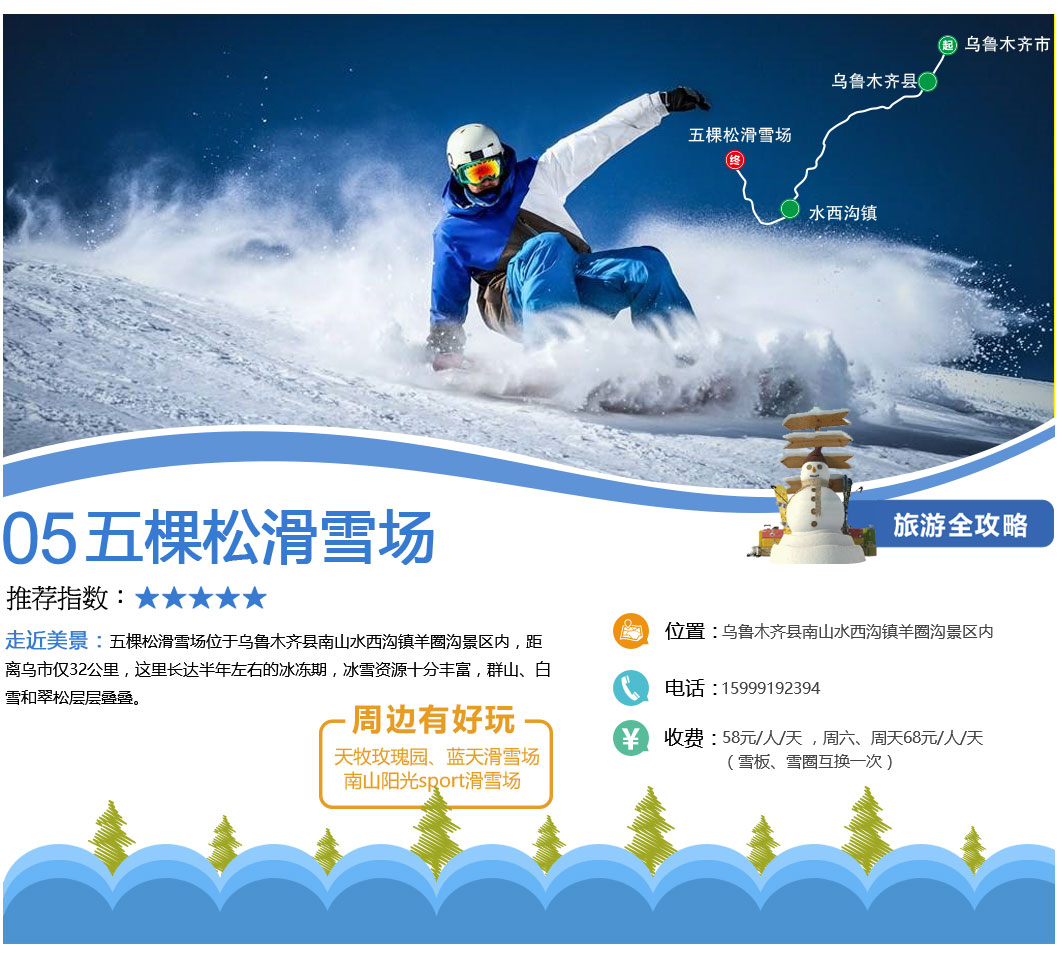 起 乌鲁木齐市
乌鲁木齐县
五棵松滑雪场
终
水西沟镇
旅游全攻略
05五棵松滑雪场
推荐指数：★★★★★
走近美景：五棵松滑雪场位于乌鲁木齐县南山水西沟镇羊圈沟景区内，距
离乌市仅32公里，这里长达半年左右的冰冻期，冰雪资源十分丰富，群山、白
雪和翠松层层叠叠。
周边有好玩
天牧玫瑰园、蓝天滑雪场
南山阳光sport滑雪场
位置：乌鲁木齐县南山水西沟镇羊圈沟景区内
电话：15999192394
¥ 收费：58元/人/天 ，周六、周天68元/人/天
（雪板、雪圈互换一次）